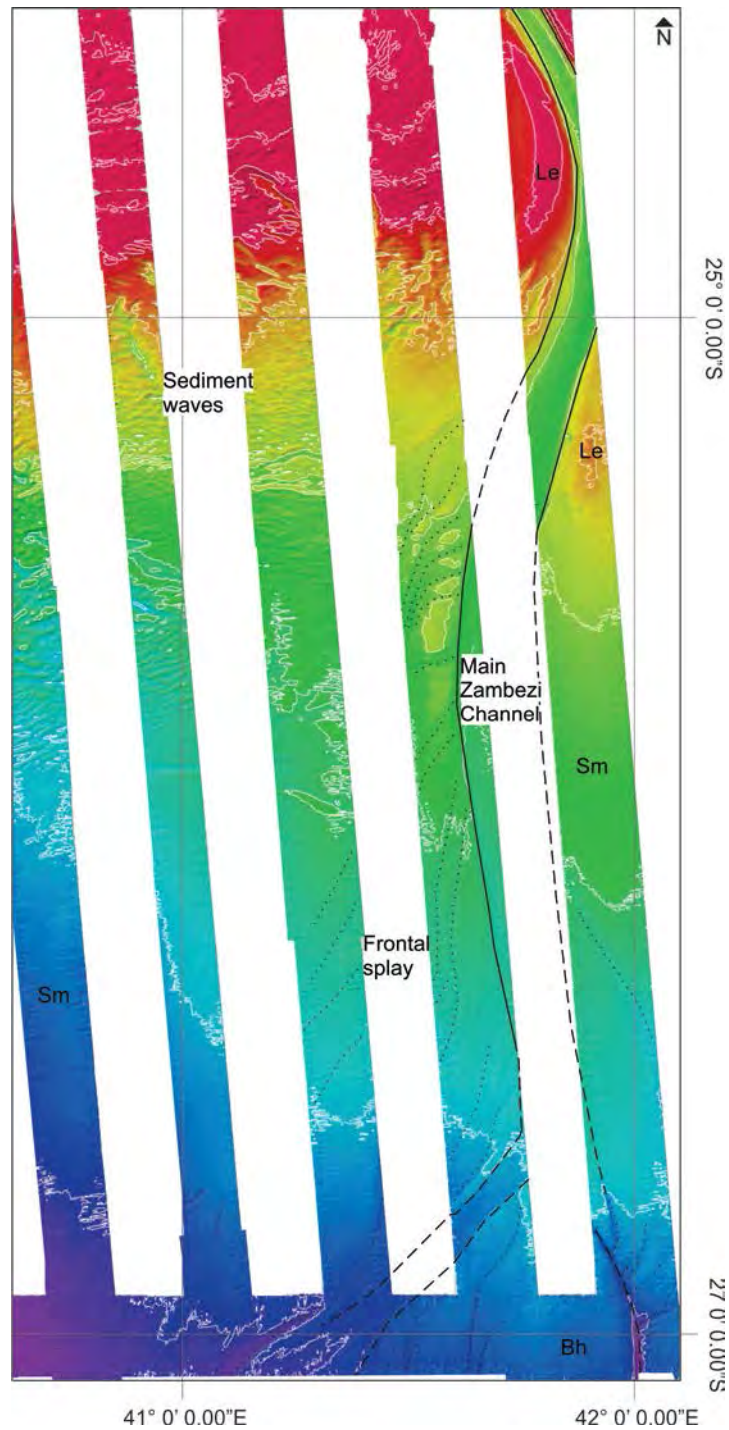 N
Le
25° 0' 0.00"S
Sediment
waves
Le
Main
Zambezi
Channel
Sm
Frontal
splay
Sm
27° 0' 0.00"S
Bh
41° 0' 0.00"E
42° 0' 0.00"E